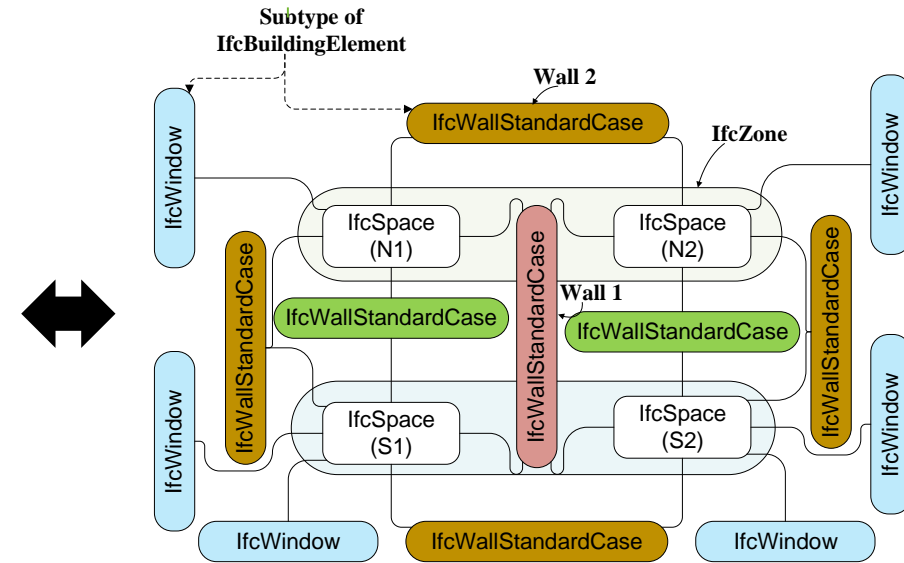 Subtype of
IfcBuildingElement
Wall 2
IfcWallStandardCase
IfcZone
IfcWindow
IfcWindow
IfcSpace
(N1)
IfcSpace
(N2)
IfcWallStandardCase
IfcWallStandardCase
IfcWallStandardCase
Wall 1
IfcWallStandardCase
IfcWallStandardCase
IfcWindow
IfcWindow
IfcSpace
(S1)
IfcSpace
(S2)
IfcWindow
IfcWallStandardCase
IfcWindow